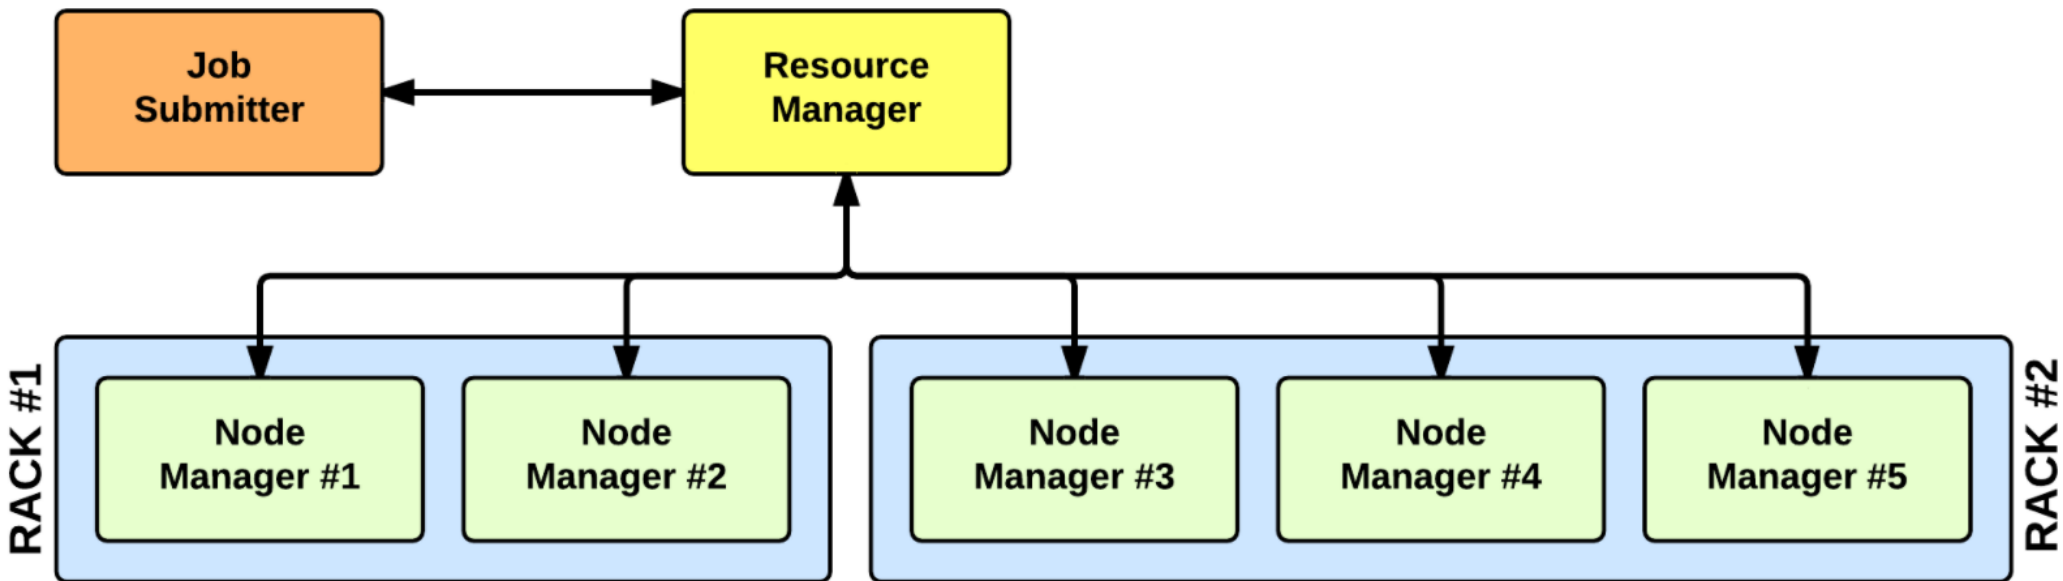 Job
Submitter
Resource
Manager
RACK #1
Node
Manager #1
Node
Manager #2
Node
Manager #3
Node
Manager #4
Node
Manager #5
RACK #2